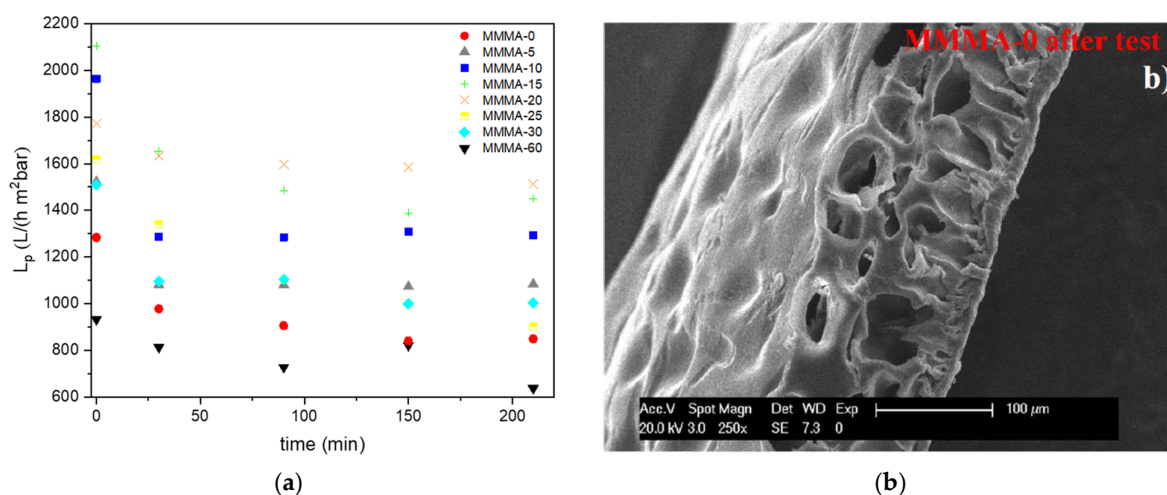 2200
2000
1800
1600
1400
1200
1000
800
600
Lp (L/(h m²bar)
MMMA-0
MMMA-5
MMMA-10
MMMA-15
MMMA-20
MMMA-25
MMMA-30
MMMA-60
0 50 100 150 200
time (min)
(a)
MMMA-0 after test
b)
Acc.V Spot Magn Det WD Exp 100 µm
20.0 kV 3.0 250x SE 7.3 0
(b)